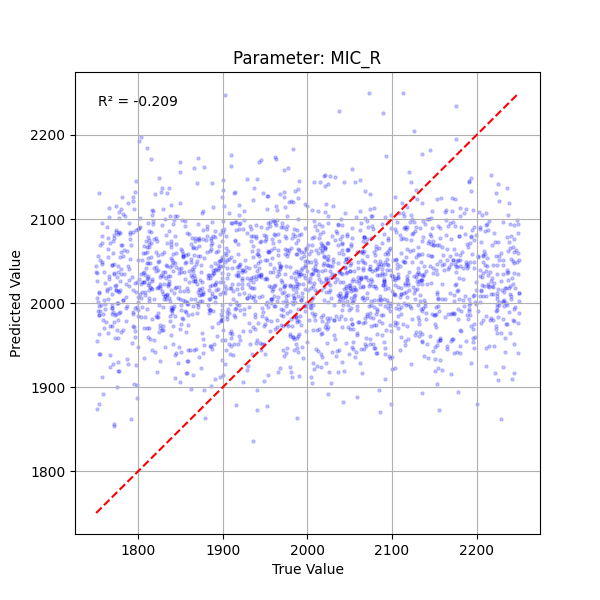 Parameter: MIC_R
R² = -0.209
2200
2100
2000
1900
1800
Predicted Value
1800 1900 2000 2100 2200
True Value